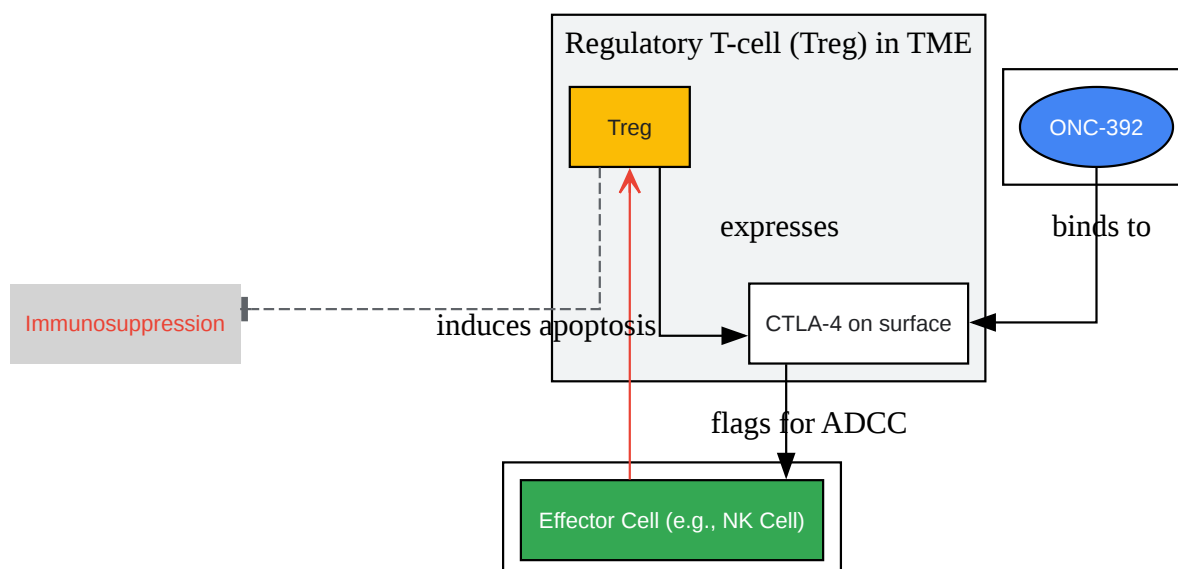 Regulatory T-cell (Treg) in TME
Treg
ONC-392
expresses
binds to
Immunosuppression
induces apoptosis
CTLA-4 on surface
flags for ADCC
Effector Cell (e.g., NK Cell)